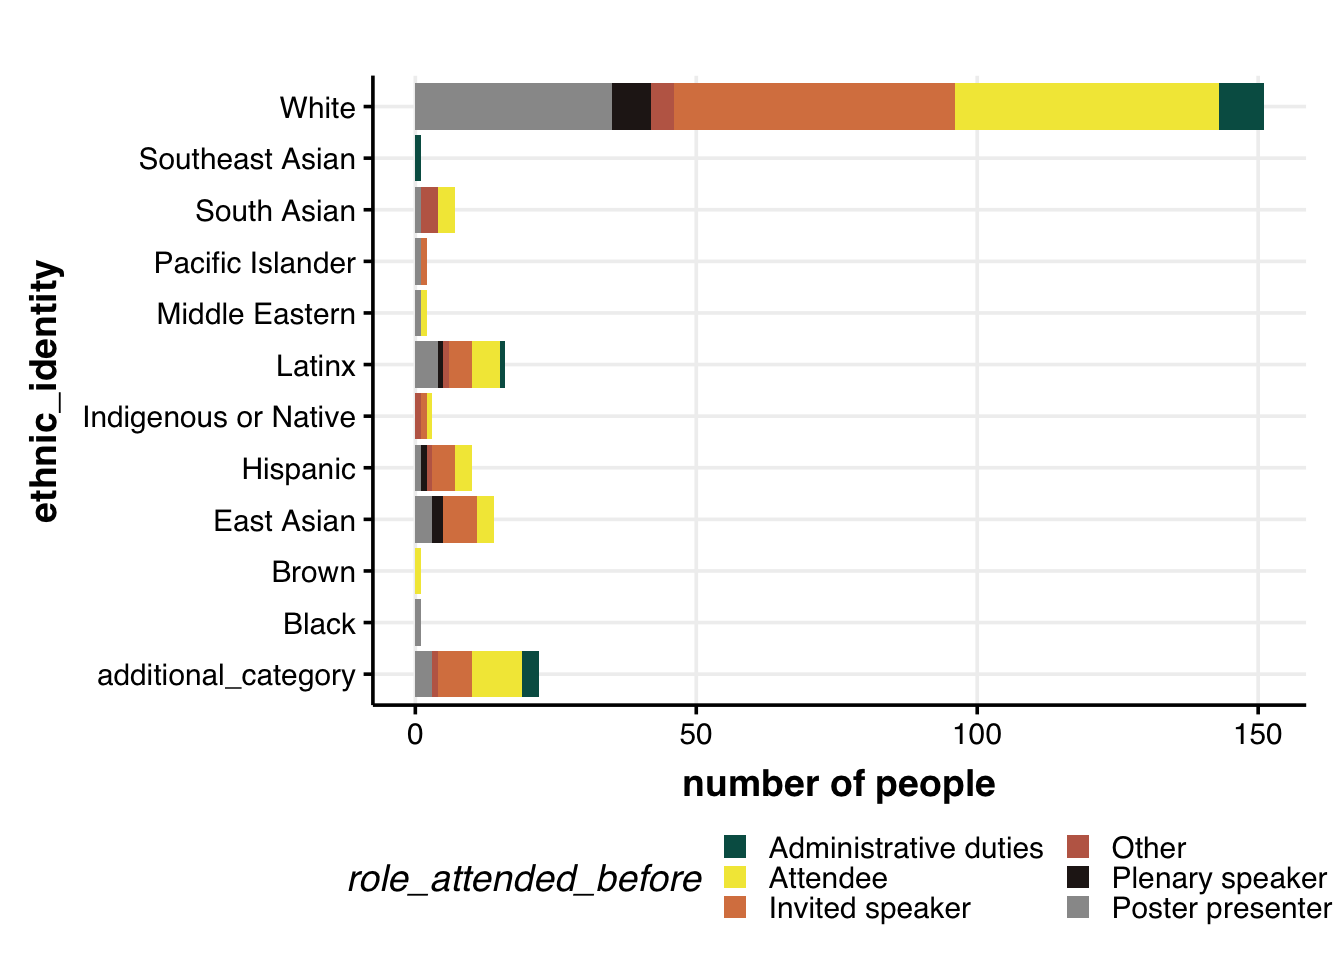 White
Southeast Asian
South Asian
Pacific Islander
Middle Eastern
Latinx
Indigenous or Native
Hispanic
East Asian
Brown
Black
additional_category
ethnic_identity
0 50 100 150
number of people
role_attended_before
Administrative duties
Attendee
Invited speaker
Other
Plenary speaker
Poster presenter